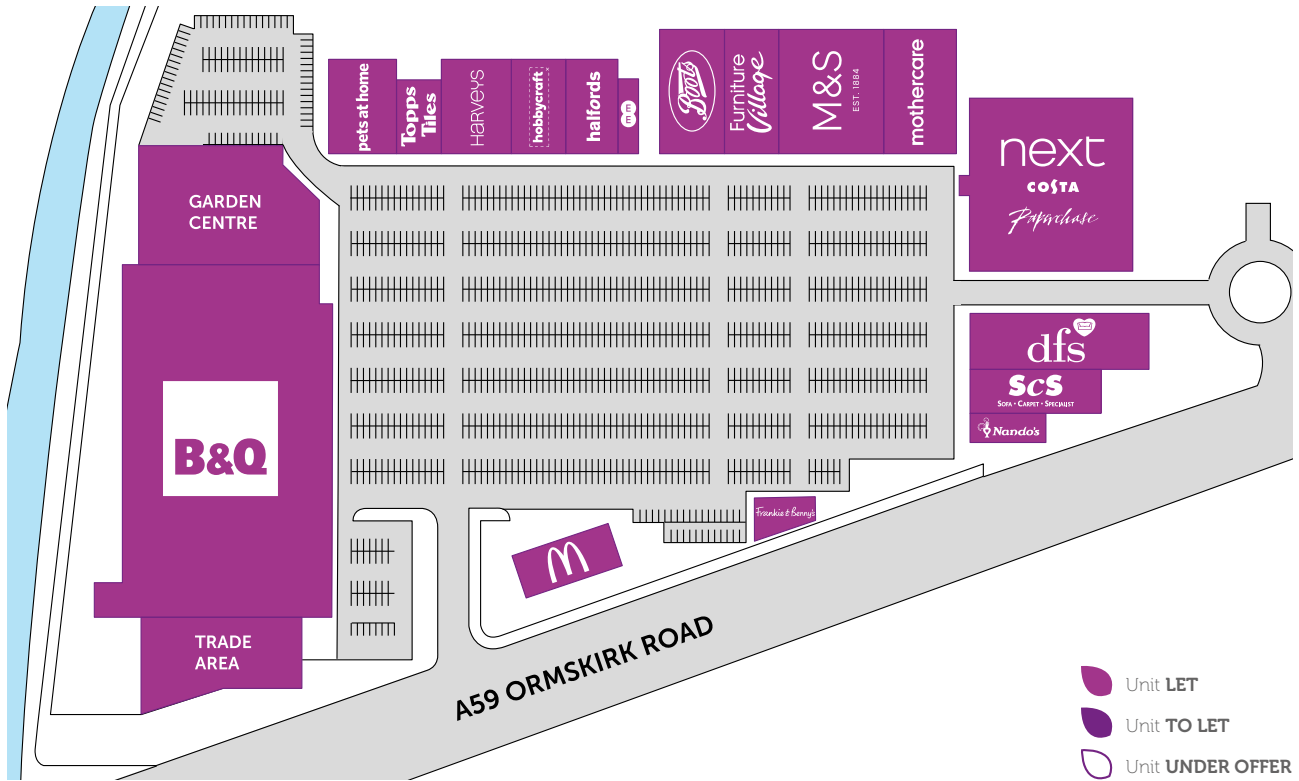 pets at home
Topps
Tiles
HARVEYS
hobbycraft
halfords
EE
Boots
Furniture
Village
M&S
EST. 1884
mothercare
next
COSTA
Paperchase
GARDEN
CENTRE
B&Q
TRADE
AREA
dfs
ScS
SOFA • CARPET • SPECIALIST
Nando's
Frankie & Benny's
M
A59 ORMSKIRK ROAD
Unit LET
Unit TO LET
Unit UNDER OFFER